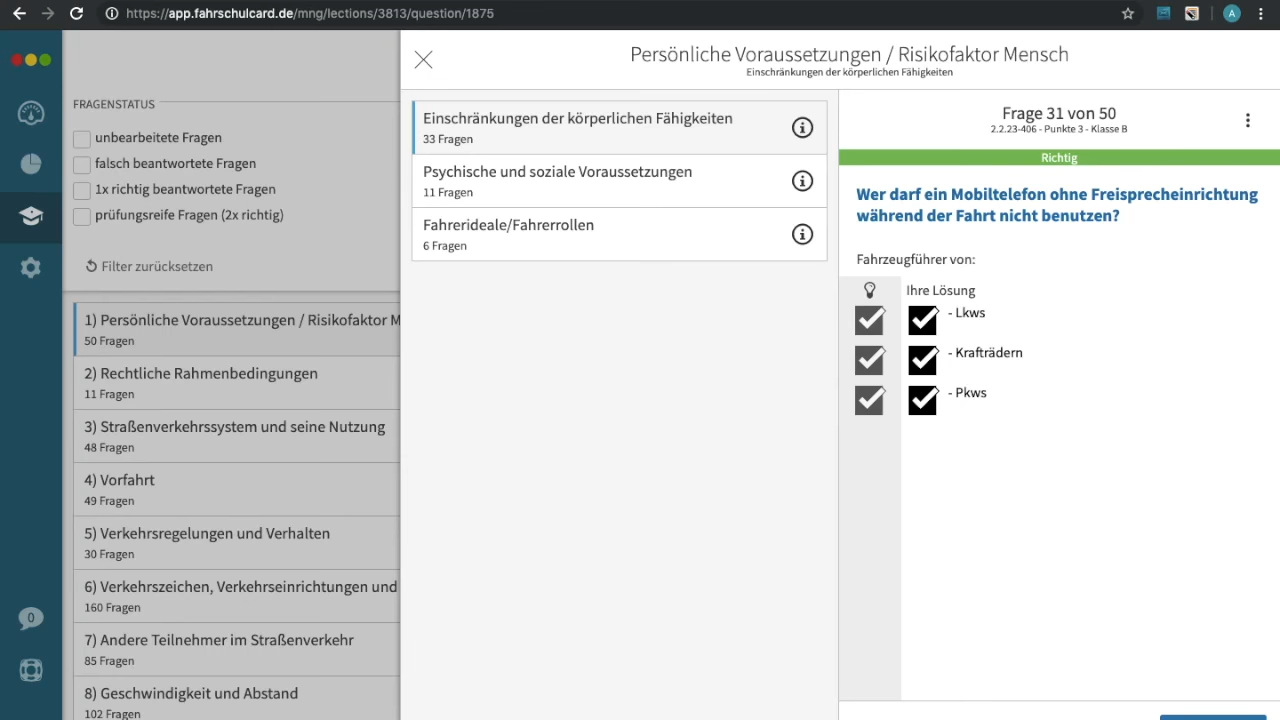 https://app.fahrschulcard.de/mng/lections/3813/question/1875
A
FRAGENSTATUS
unbearbeitete Fragen
falsch beantwortete Fragen
1x richtig beantwortete Fragen
prüfungsreife Fragen (2x richtig)
Filter zurücksetzen
1) Persönliche Voraussetzungen / Risikofaktor M
50 Fragen
2) Rechtliche Rahmenbedingungen
11 Fragen
3) Straßenverkehrssystem und seine Nutzung
48 Fragen
4) Vorfahrt
49 Fragen
5) Verkehrsregelungen und Verhalten
30 Fragen
6) Verkehrszeichen, Verkehrseinrichtungen und
160 Fragen
7) Andere Teilnehmer im Straßenverkehr
85 Fragen
8) Geschwindigkeit und Abstand
102 Fragen
0
Persönliche Voraussetzungen / Risikofaktor Mensch
Einschränkungen der körperlichen Fähigkeiten
Einschränkungen der körperlichen Fähigkeiten
33 Fragen
Psychische und soziale Voraussetzungen
11 Fragen
Fahrerideale/Fahrerrollen
6 Fragen
Frage 31 von 50
2.2.23-406 - Punkte 3 - Klasse B
Richtig
Wer darf ein Mobiltelefon ohne Freisprecheinrichtung
während der Fahrt nicht benutzen?
Fahrzeugführer von:
Ihre Lösung
- Lkws
- Krafträdern
- Pkws